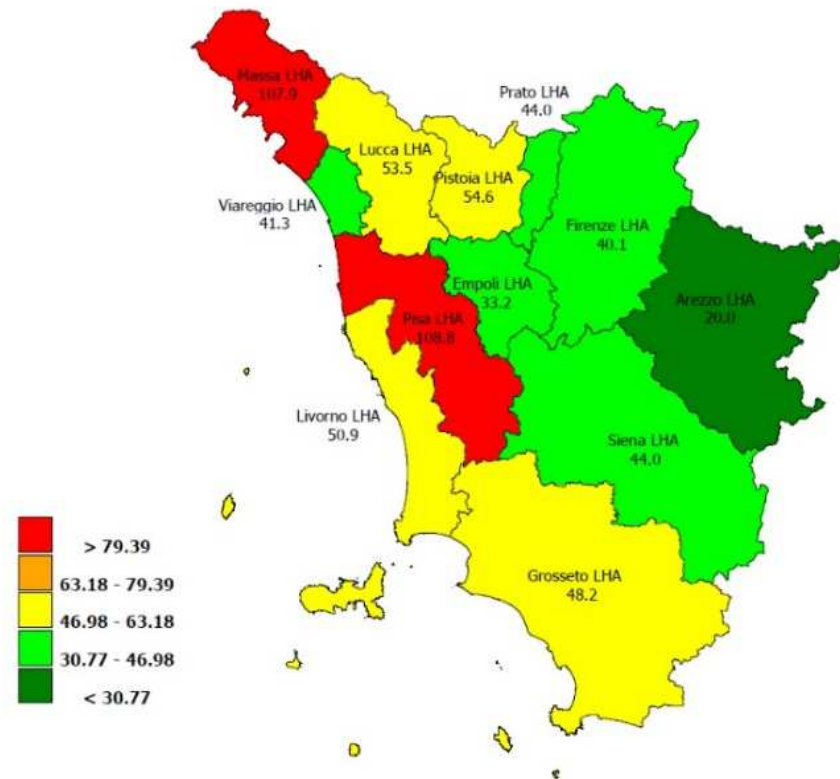 Massa LHA
107.9
Prato LHA
44.0
Lucca LHA
53.5
Pistoia LHA
54.6
Viareggio LHA
41.3
Firenze LHA
40.1
Empoli LHA
33.2
Arezzo LHA
20.0
Pisa LHA
108.8
Livorno LHA
50.9
Siena LHA
44.0
Grosseto LHA
48.2
> 79.39
63.18 - 79.39
46.98 - 63.18
30.77 - 46.98
< 30.77